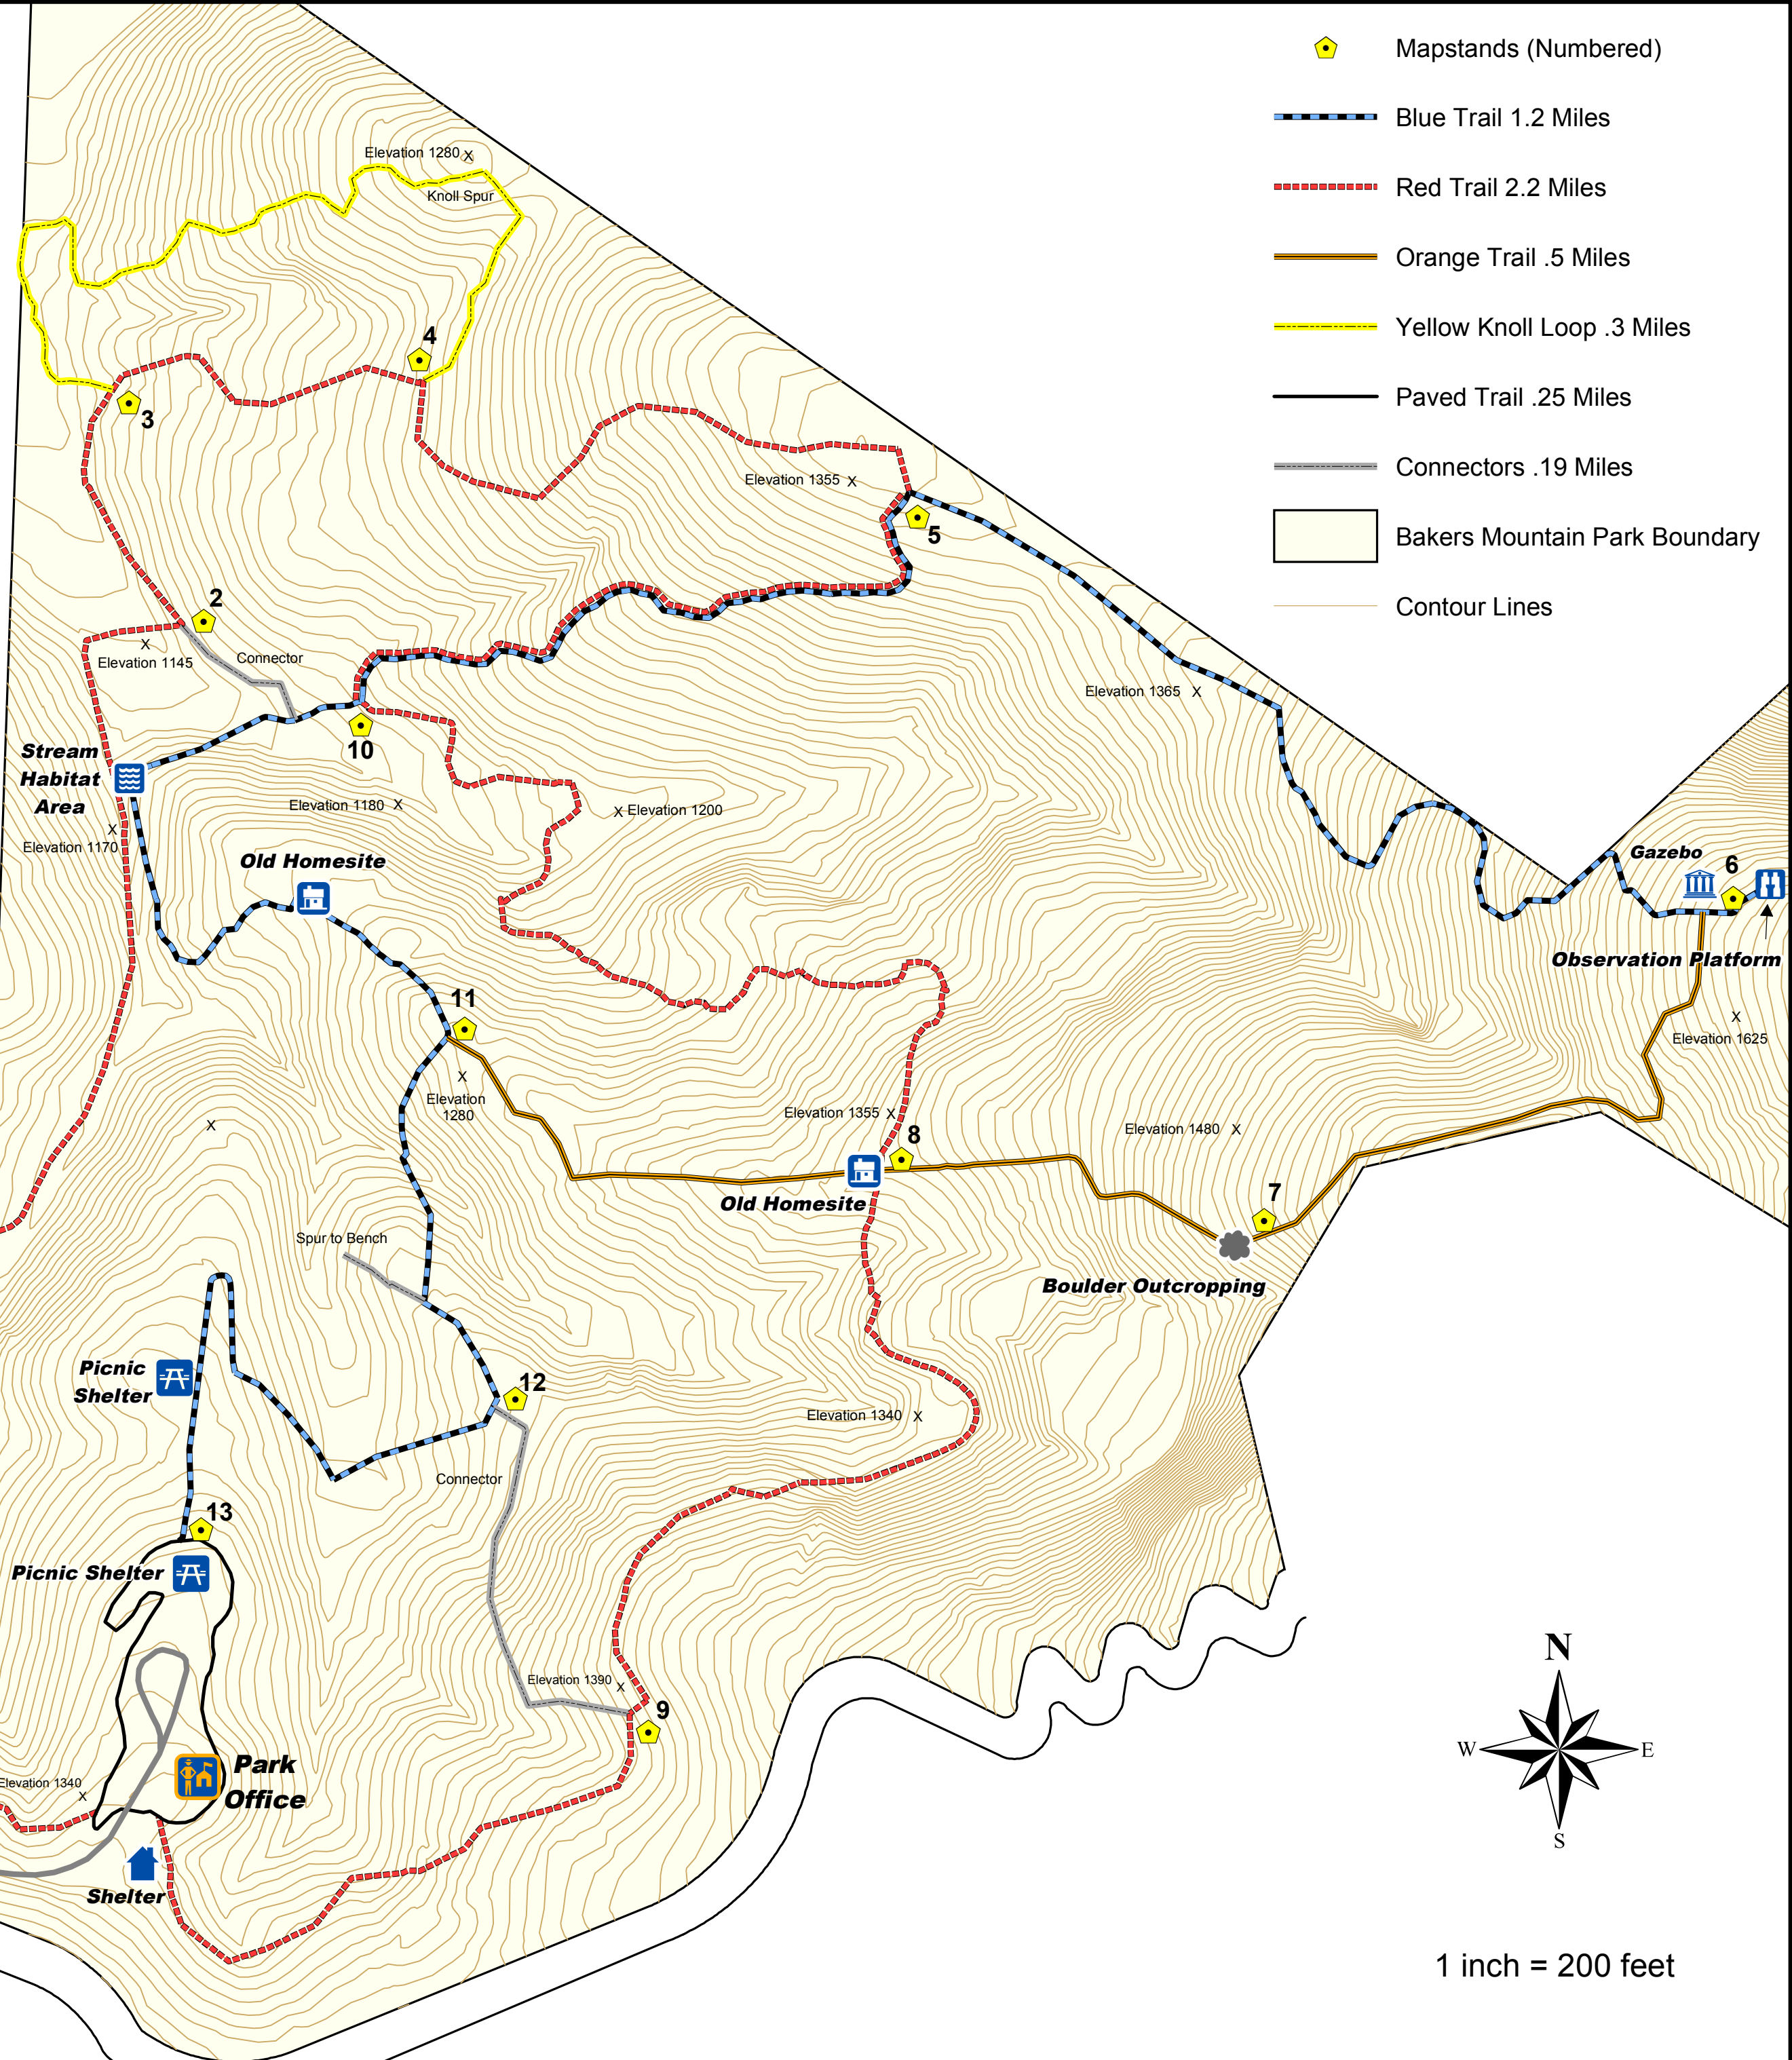 Mapstands (Numbered)
Blue Trail 1.2 Miles
Red Trail 2.2 Miles
Orange Trail .5 Miles
Yellow Knoll Loop .3 Miles
Paved Trail .25 Miles
Connectors .19 Miles
Bakers Mountain Park Boundary
Contour Lines
Elevation 1280 X
Knoll Spur
4
3
Elevation 1355 X
5
2
X
Elevation 1145
Connector
Elevation 1365 X
10
Stream
Habitat
Area
Elevation 1180 X
X Elevation 1200
X
Elevation 1170
Old Homesite
Gazebo
6
Observation Platform
11
X
Elevation 1625
X
Elevation
1280
X
Elevation 1355 X
8
Elevation 1480 X
Old Homesite
7
Spur to Bench
Boulder Outcropping
Picnic
Shelter
12
Elevation 1340 X
Connector
13
Picnic Shelter
Elevation 1390 X
9
N
W
E
S
Park
Office
Elevation 1340
X
Shelter
1 inch = 200 feet